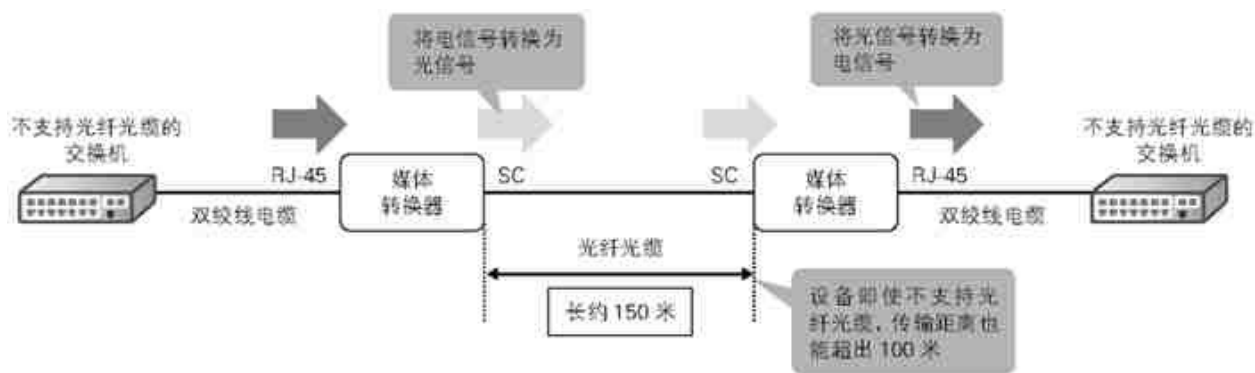 将电信号转换为
光信号
将光信号转换为
电信号
不支持光纤光缆的
交换机
不支持光纤光缆的
交换机
RJ-45
媒体
转换器
SC
SC
媒体
转换器
RJ-45
双绞线电缆
双绞线电缆
光纤光缆
长约 150 米
设备即使不支持光
纤光缆，传输距离也
能超出 100 米